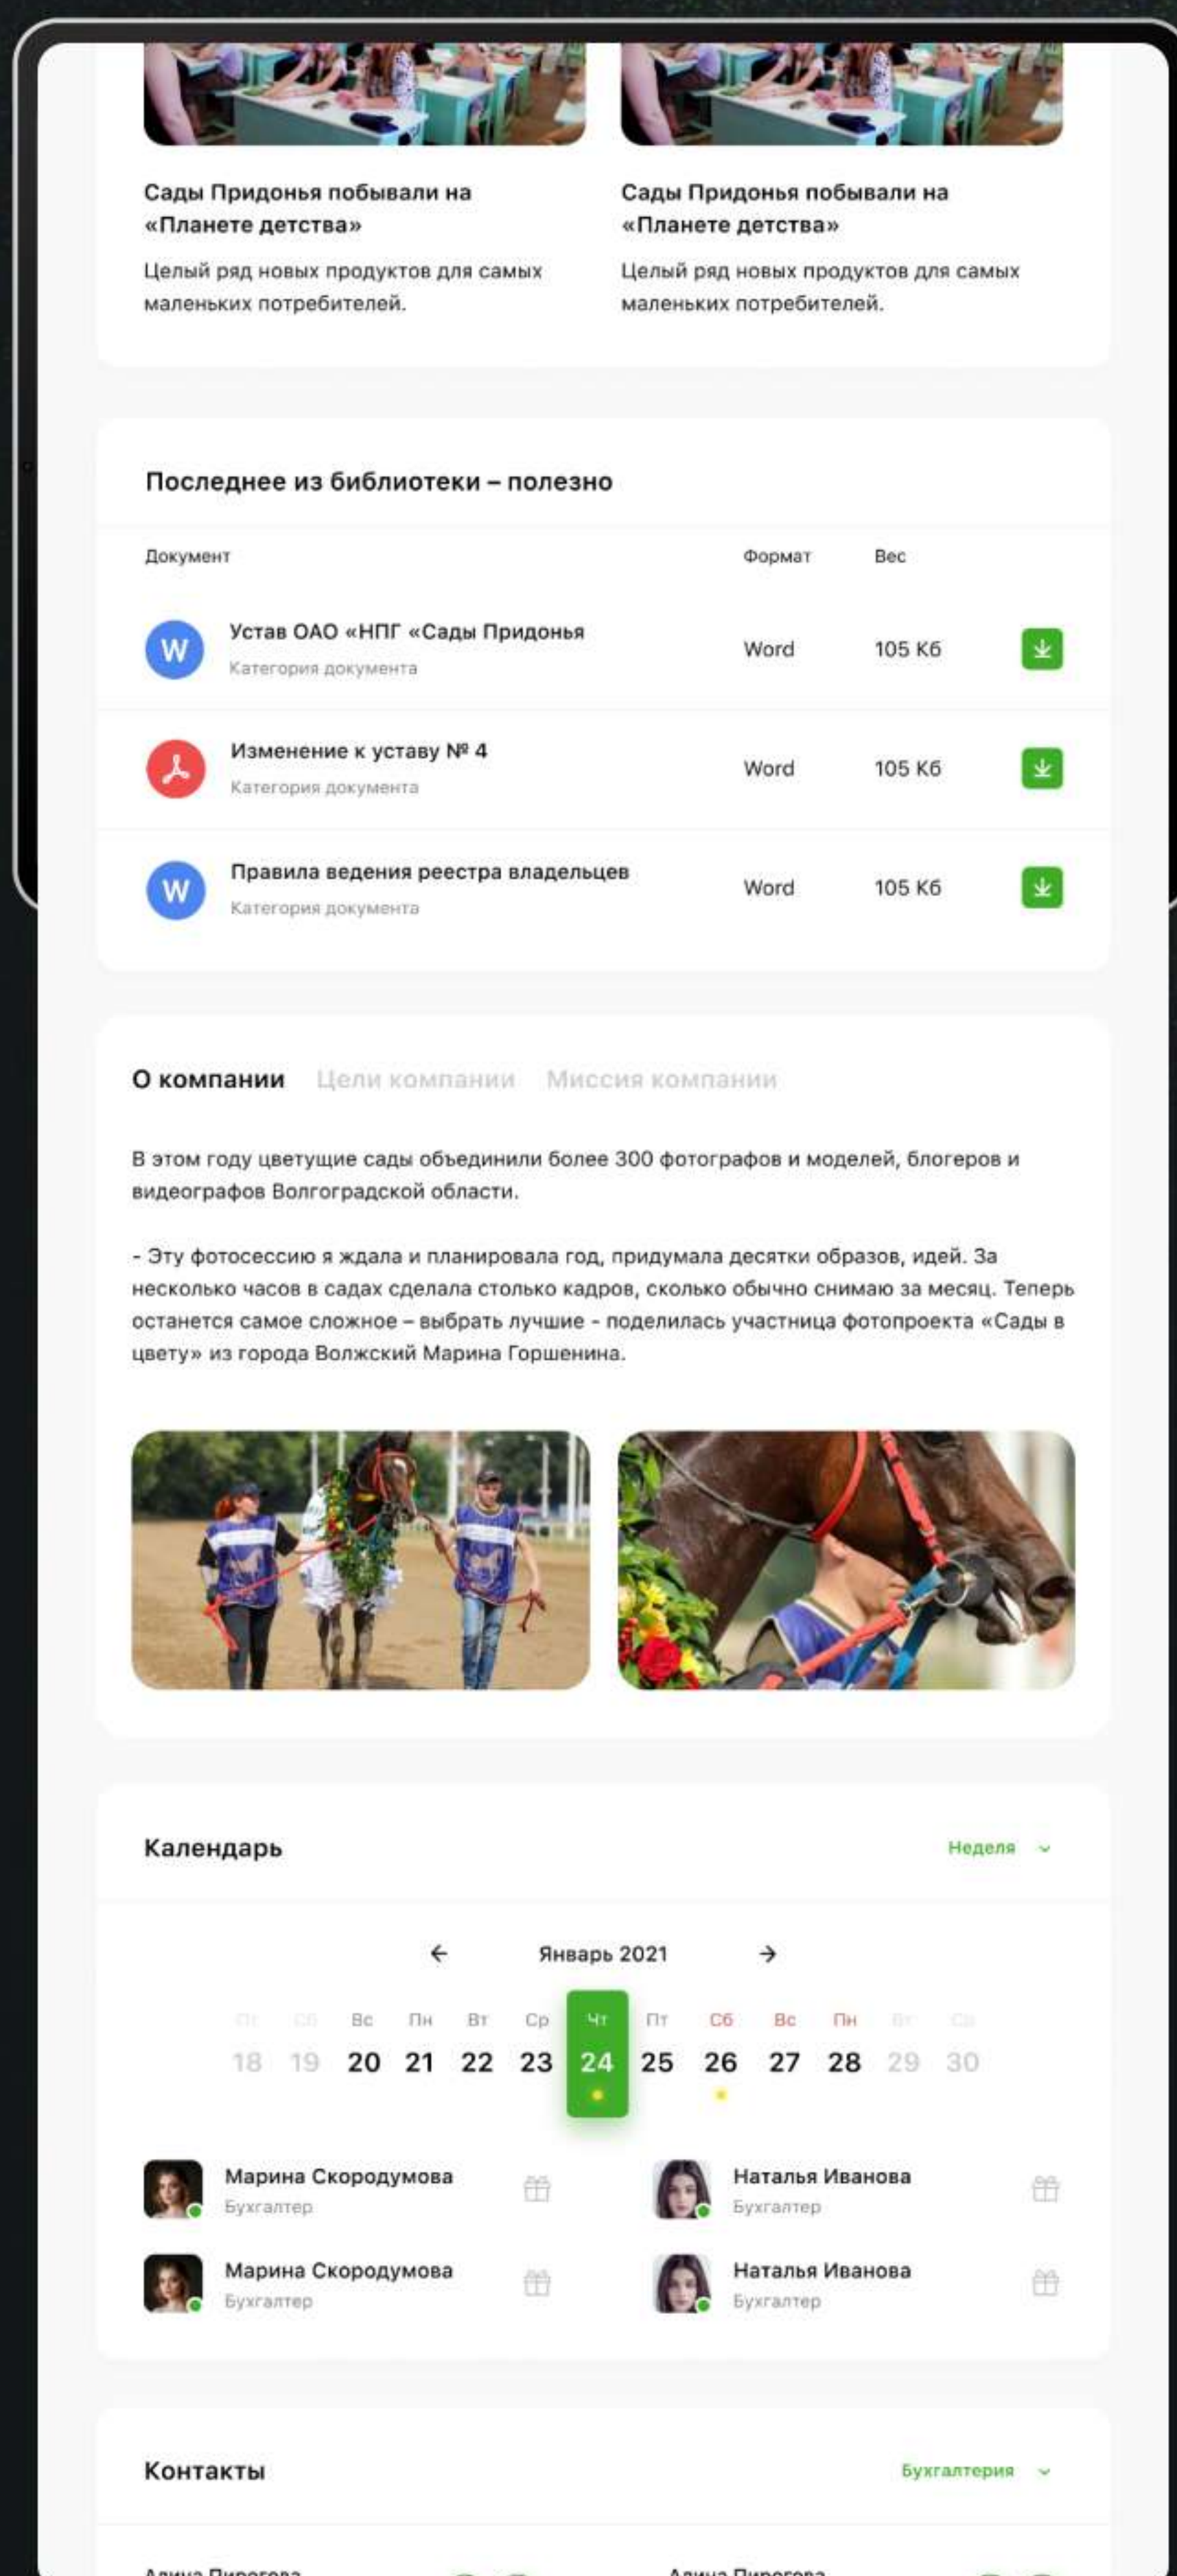 Сады Придонья побывали на
«Планете детства»
Целый ряд новых продуктов для самых
маленьких потребителей.
Сады Придонья побывали на
«Планете детства»
Целый ряд новых продуктов для самых
маленьких потребителей.
Последнее из библиотеки – полезно
Документ Формат Вес
W
Устав ОАО «НПГ «Сады Придонья
Категория документа
Word 105 Кб
Изменение к уставу № 4
Категория документа
Word 105 Кб
W
Правила ведения реестра владельцев
Категория документа
Word 105 Кб
О компании Цели компании Миссия компании
В этом году цветущие сады объединили более 300 фотографов и моделей, блогеров и
видеографов Волгоградской области.
- Эту фотосессию я ждала и планировала год, придумала десятки образов, идей. За
несколько часов в садах сделала столько кадров, сколько обычно снимаю за месяц. Теперь
останется самое сложное – выбрать лучшие - поделилась участница фотопроекта «Сады в
цвету» из города Волжский Марина Горшенина.
Календарь Неделя
Январь 2021
Пт Сб Вс Пн Вт Ср Чт Пт Сб Вс Пн Вт Ср
18 19 20 21 22 23 24 25 26 27 28 29 30
Марина Скородумова
Бухгалтер
Наталья Иванова
Бухгалтер
Марина Скородумова
Бухгалтер
Наталья Иванова
Бухгалтер
Контакты Бухгалтерия
Алина Пирогова Алина Пирогова